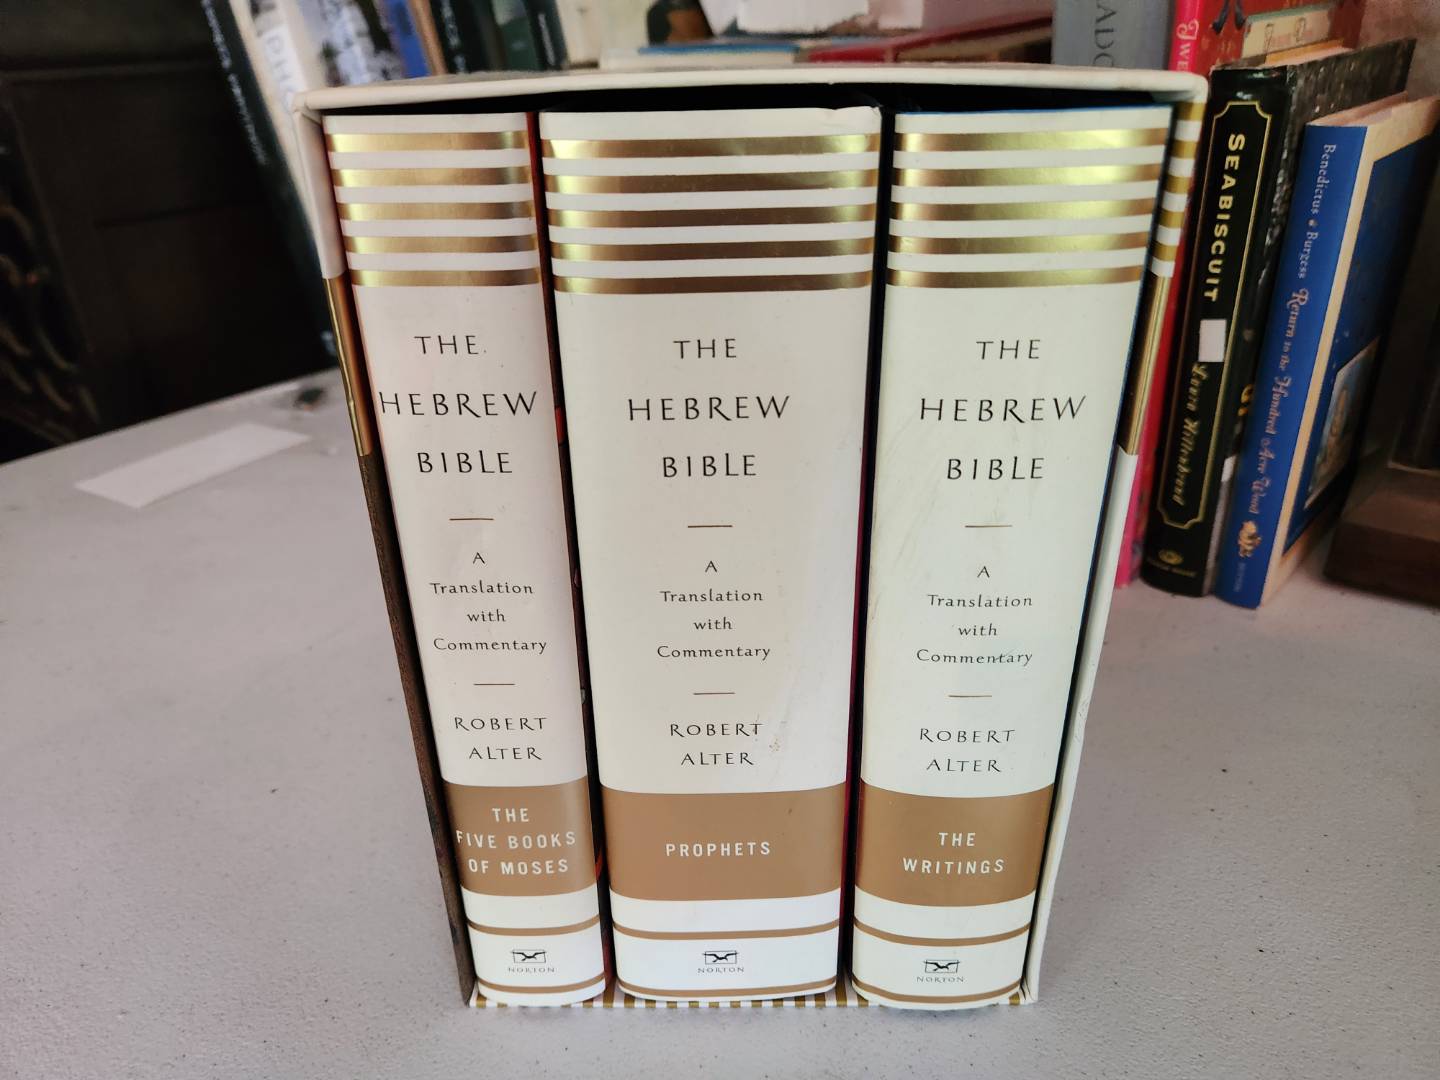 THE
HEBREW
BIBLE
A
Translation
with
Commentary
ROBERT
ALTER
THE
FIVE BOOKS
OF MOSES
NORTON
THE
HEBREW
BIBLE
A
Translation
with
Commentary
ROBERT
ALTER
PROPHETS
NORTON
THE
HEBREW
BIBLE
A
Translation
with
Commentary
ROBERT
ALTER
THE
WRITINGS
NORTON
SEABISCUIT
Laura Hillenbrand
Benedictus & Burgess Return to the Hundred Acre Wood